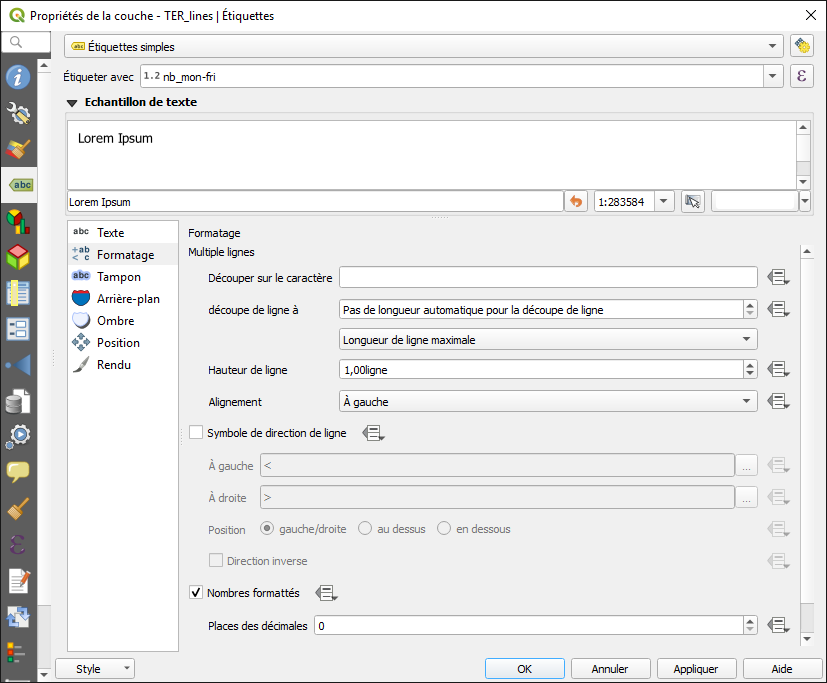 Propriétés de la couche - TER_lines | Étiquettes
abc Étiquettes simples
Étiqueter avec 1.2 nb_mon-fri ε
Echantillon de texte
Lorem Ipsum
Lorem Ipsum 1:283584
abc Texte
+ab < c Formatage
abc Tampon
Arrière-plan
Ombre
Position
Rendu
Formatage
Multiple lignes
Découper sur le caractère
découpe de ligne à Pas de longueur automatique pour la découpe de ligne
Longueur de ligne maximale
Hauteur de ligne 1,00ligne
Alignement À gauche
Symbole de direction de ligne
À gauche < ...
À droite > ...
Position gauche/droite au dessus en dessous
Direction inverse
Nombres formattés
Places des décimales 0
abc
Style OK Annuler Appliquer Aide